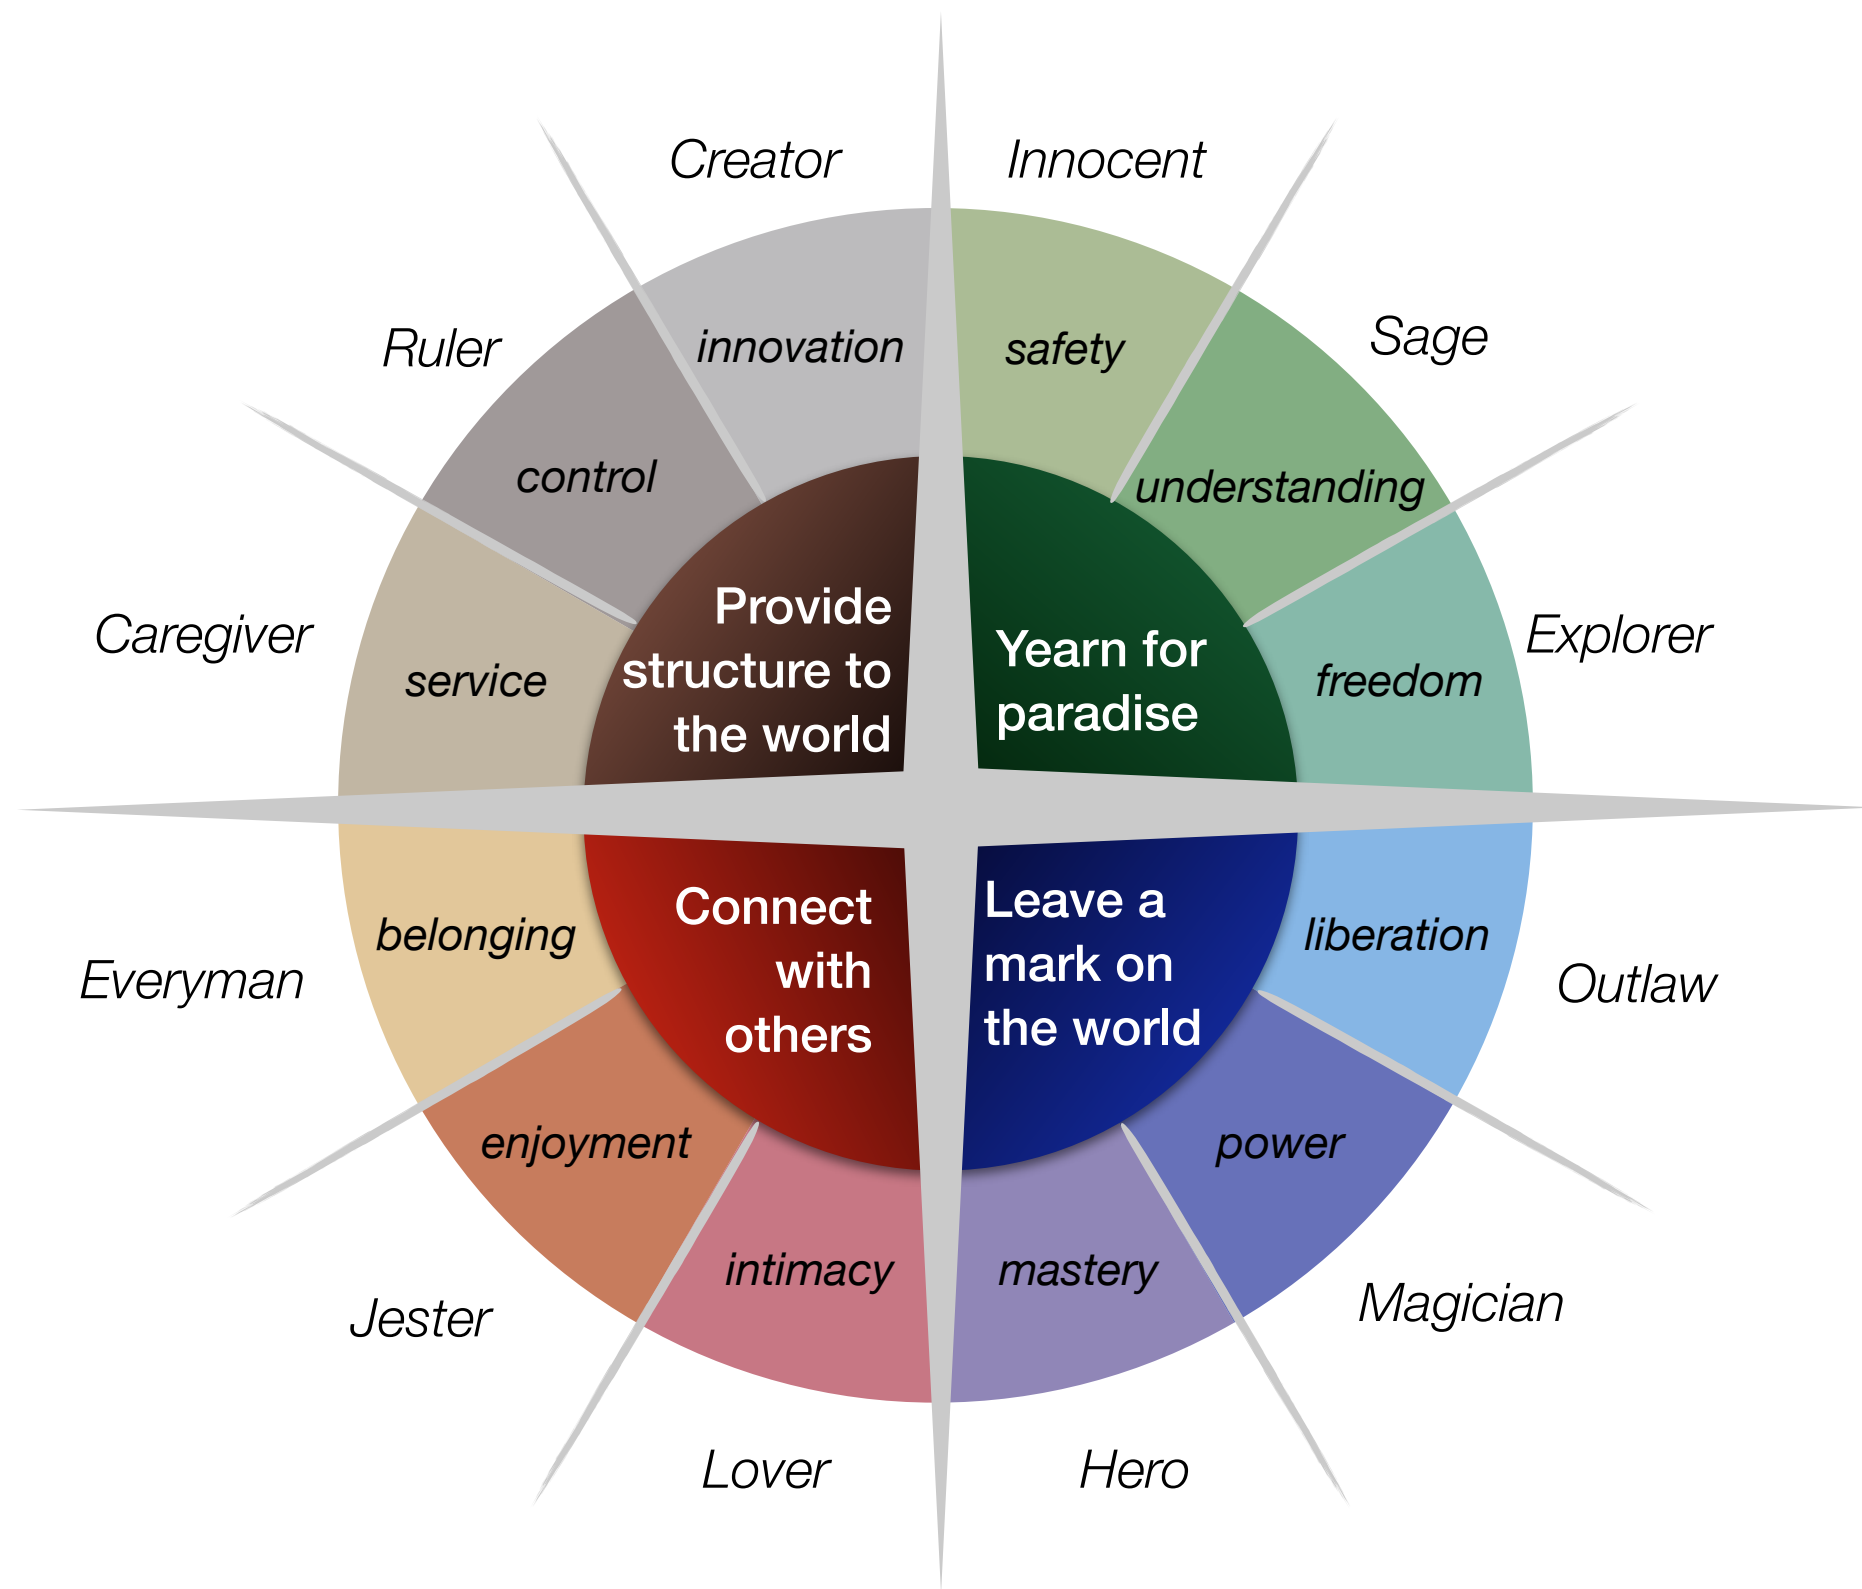 Creator
Innocent
Sage
Ruler
innovation
safety
control
understanding
Caregiver
service
Provide
structure to
the world
Yearn for
paradise
freedom
Explorer
Everyman
belonging
Connect
with
others
Leave a
mark on
the world
liberation
Outlaw
enjoyment
power
Jester
intimacy
mastery
Magician
Lover
Hero